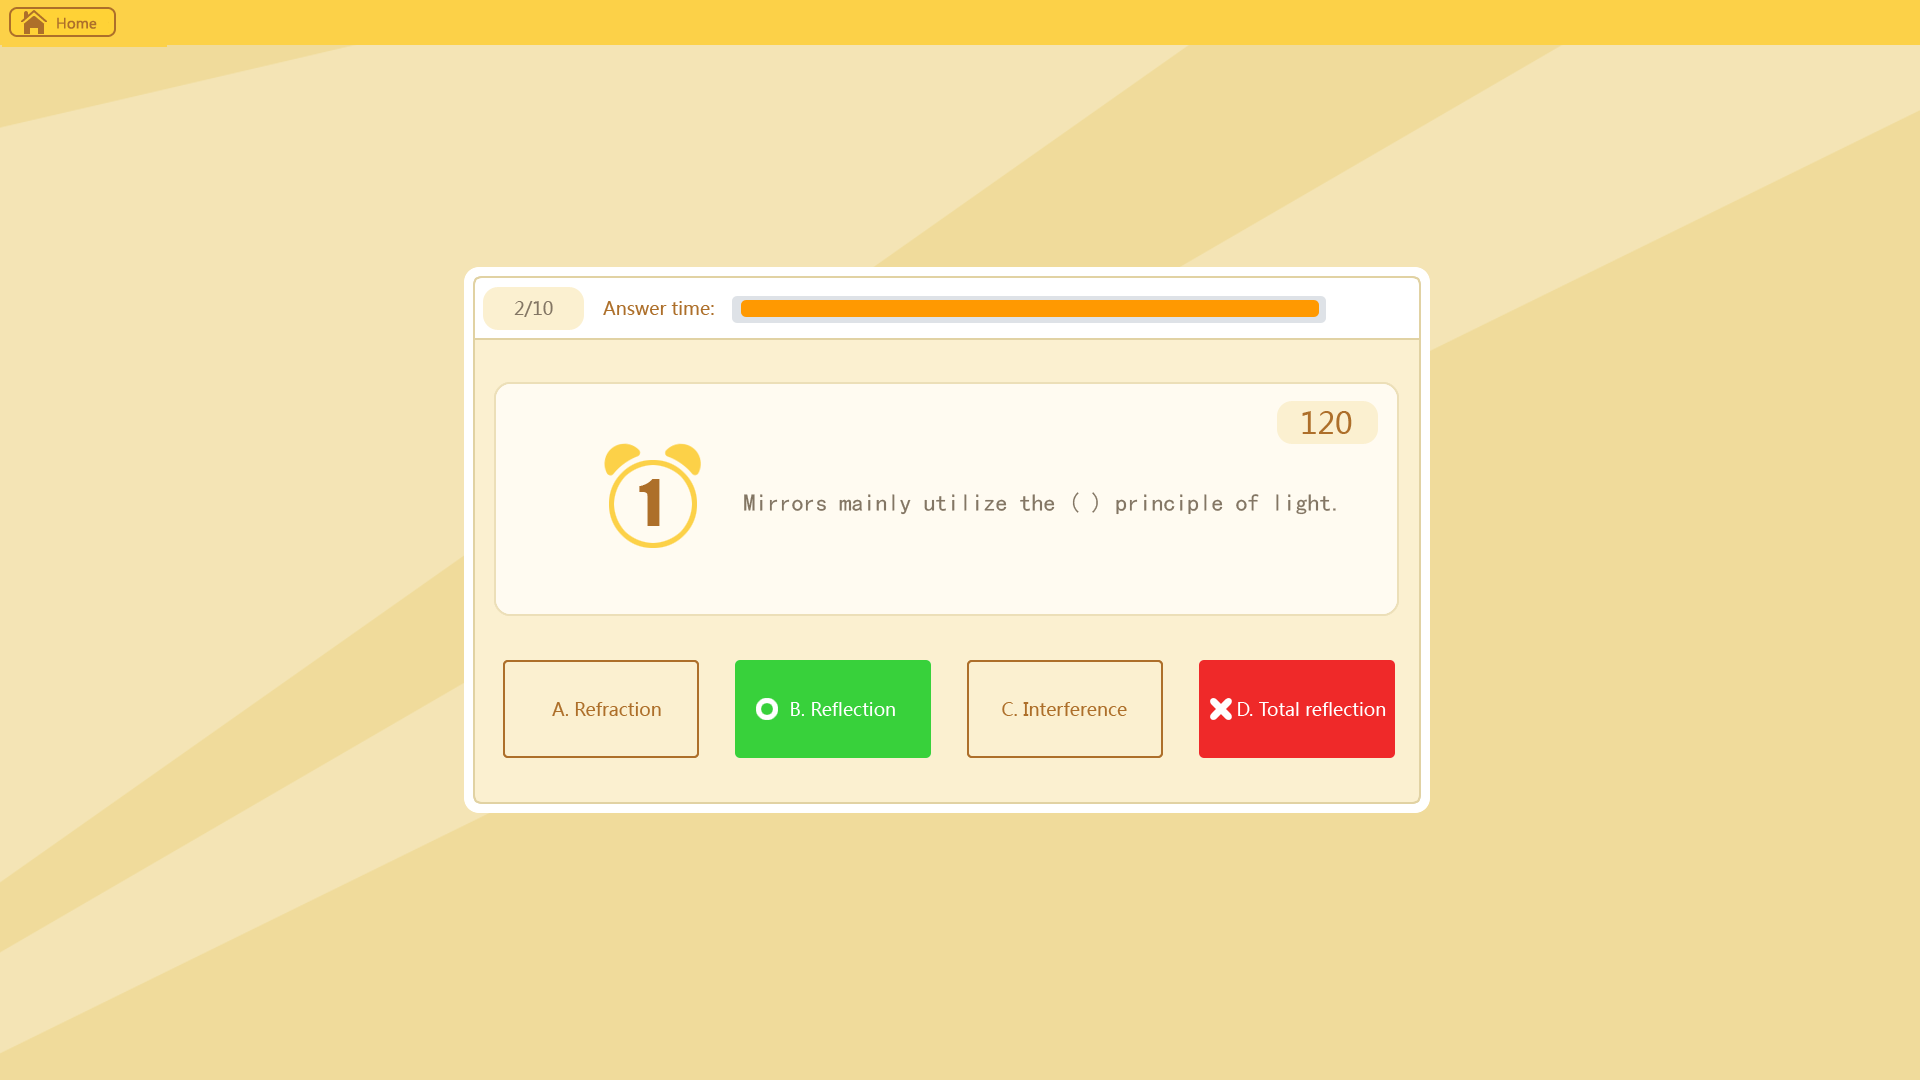 Home
2/10
Answer time:
120
1
Mirrors mainly utilize the ( ) principle of light.
A. Refraction
B. Reflection
C. Interference
D. Total reflection